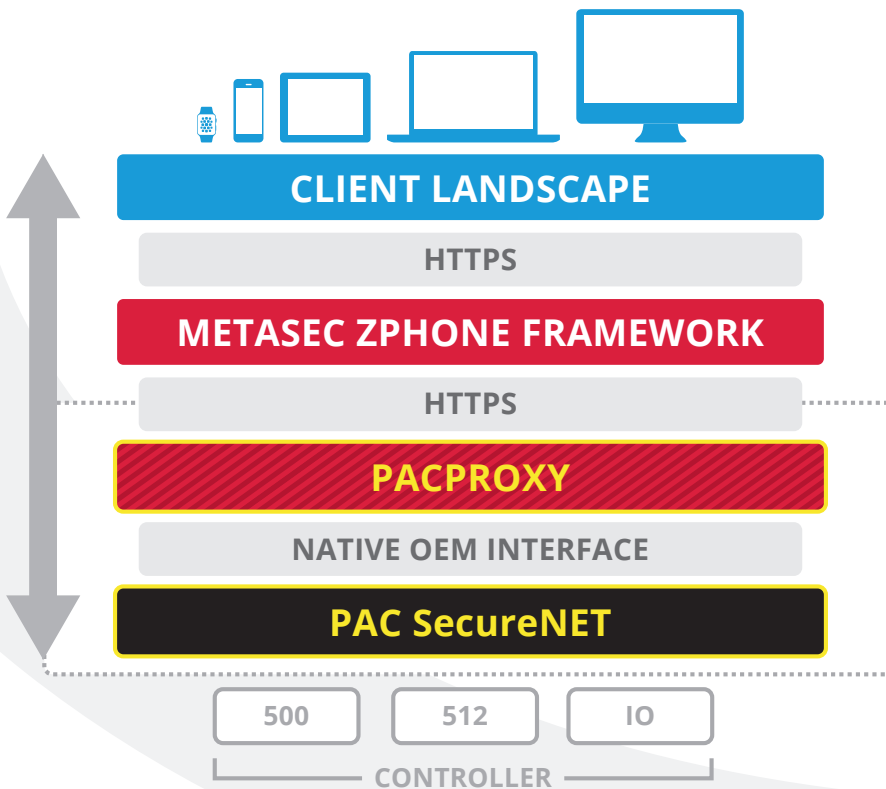 CLIENT LANDSCAPE
HTTPS
METASEC ZPHONE FRAMEWORK
HTTPS
PACPROXY
NATIVE OEM INTERFACE
PAC SecureNET
500 512 IO
CONTROLLER